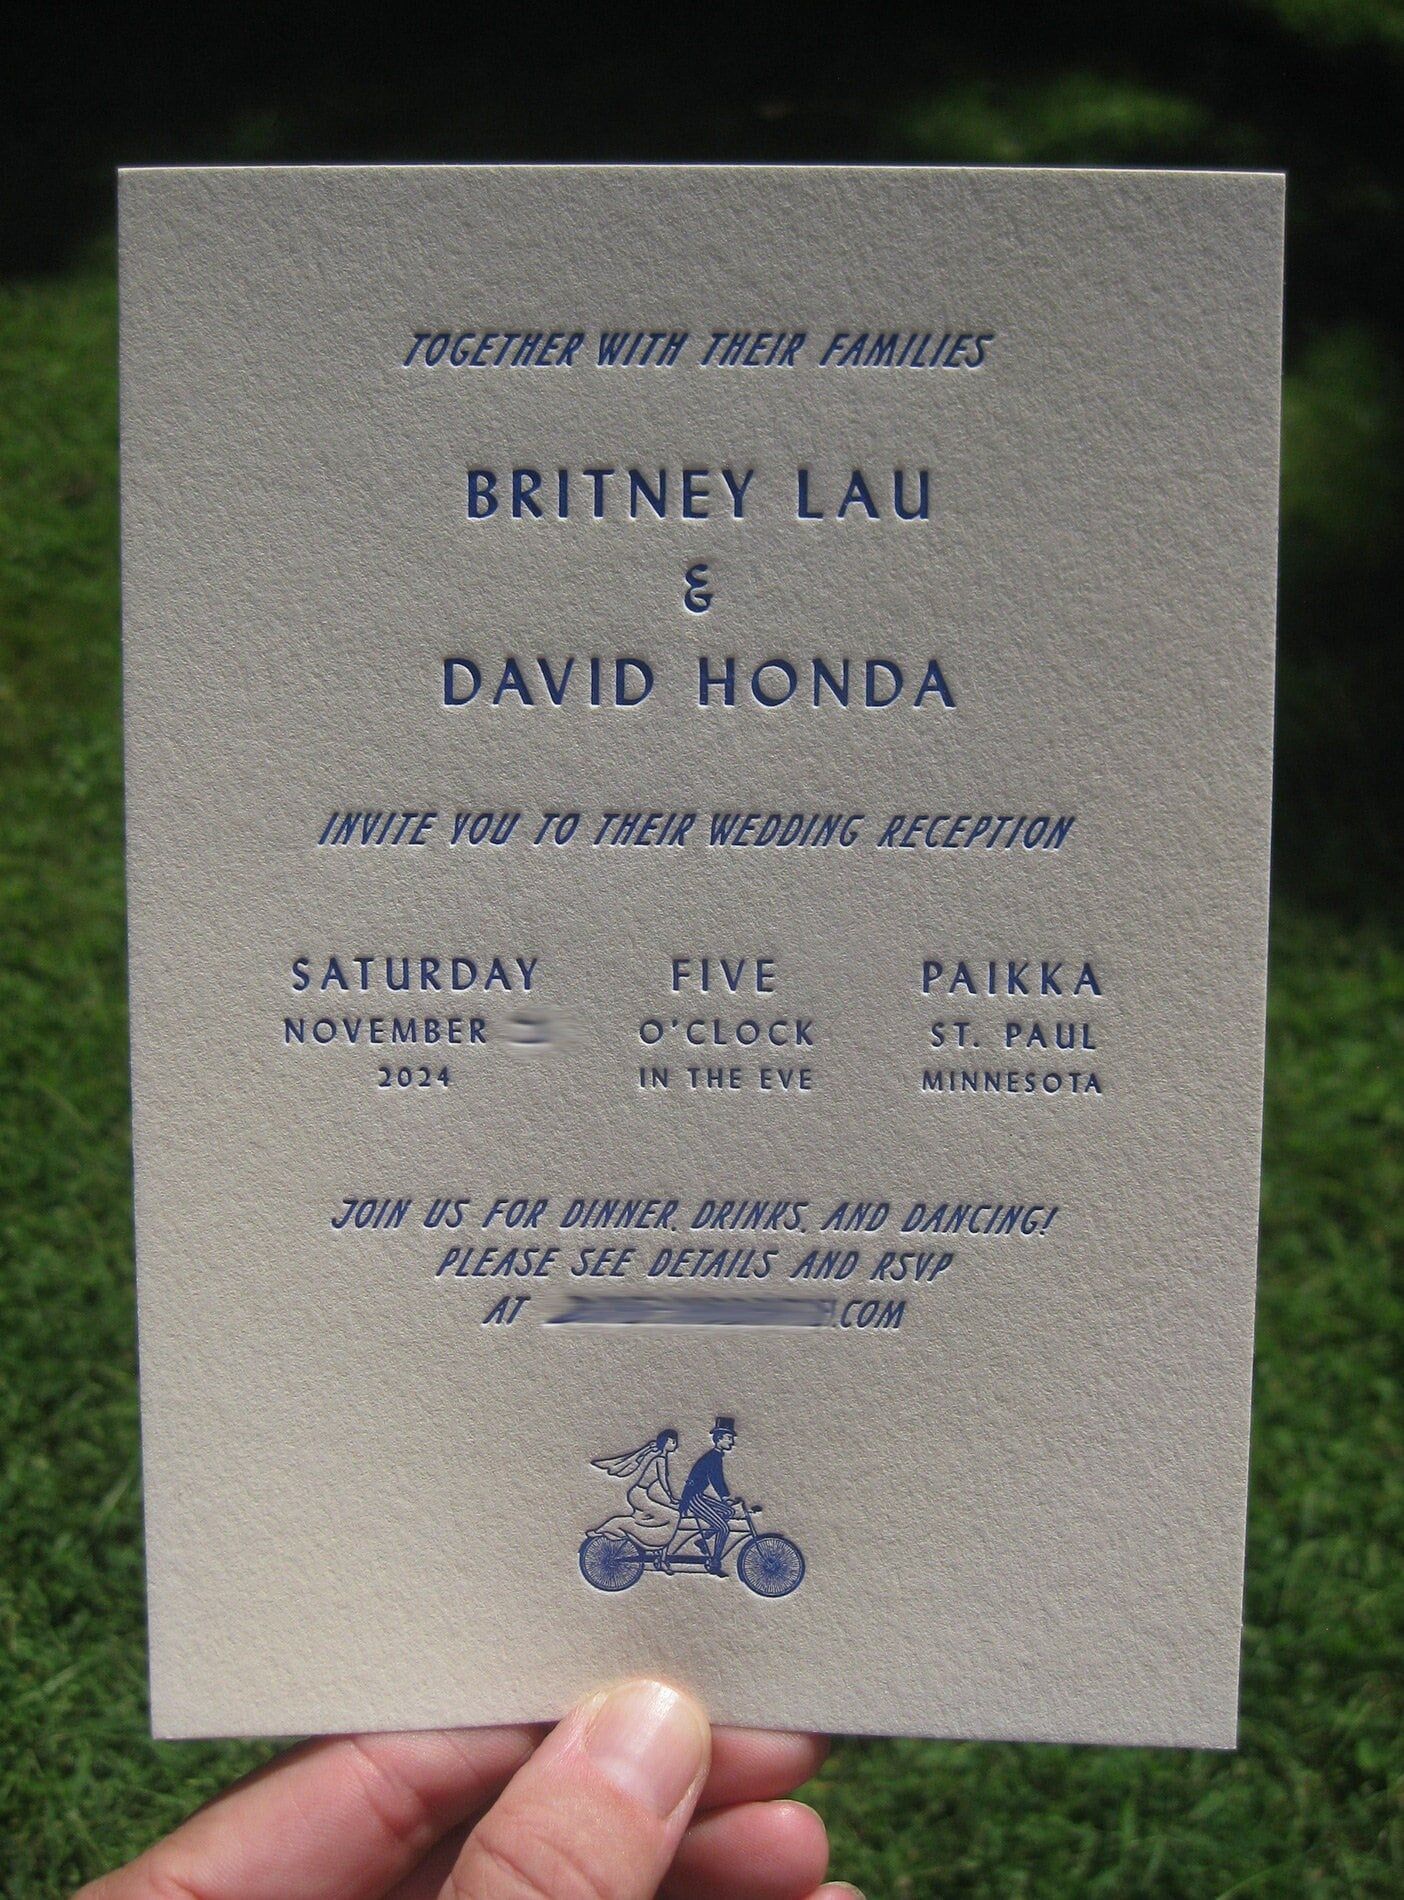 TOGETHER WITH THEIR FAMILIES
BRITNEY LAU
&
DAVID HONDA
INVITE YOU TO THEIR WEDDING RECEPTION
SATURDAY
NOVEMBER
2024
FIVE
O'CLOCK
IN THE EVE
PAIKKA
ST. PAUL
MINNESOTA
JOIN US FOR DINNER, DRINKS, AND DANCING!
PLEASE SEE DETAILS AND RSVP
AT .COM